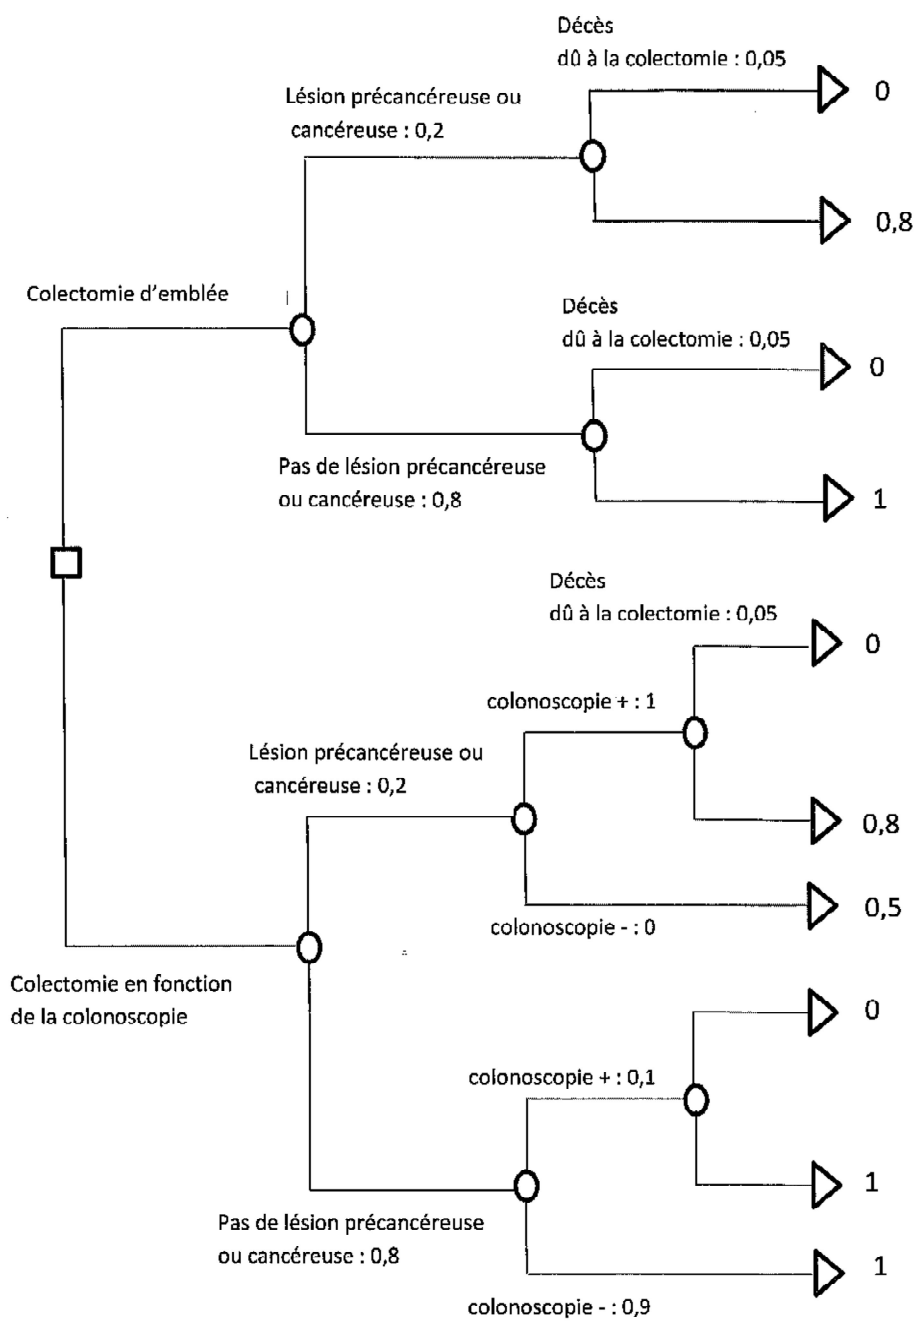 Décès
dû à la colectomie : 0,05
0
Lésion précancéreuse ou
cancéreuse : 0,2
0,8
Colectomie d'emblée
Décès
dû à la colectomie : 0,05
0
Pas de lésion précancéreuse
ou cancéreuse : 0,8
1
Décès
dû à la colectomie : 0,05
0
colonoscopie + : 1
Lésion précancéreuse ou
cancéreuse : 0,2
0,8
0,5
colonoscopie - : 0
Colectomie en fonction
de la colonoscopie
0
colonoscopie + : 0,1
1
Pas de lésion précancéreuse
ou cancéreuse : 0,8
1
colonoscopie - : 0,9